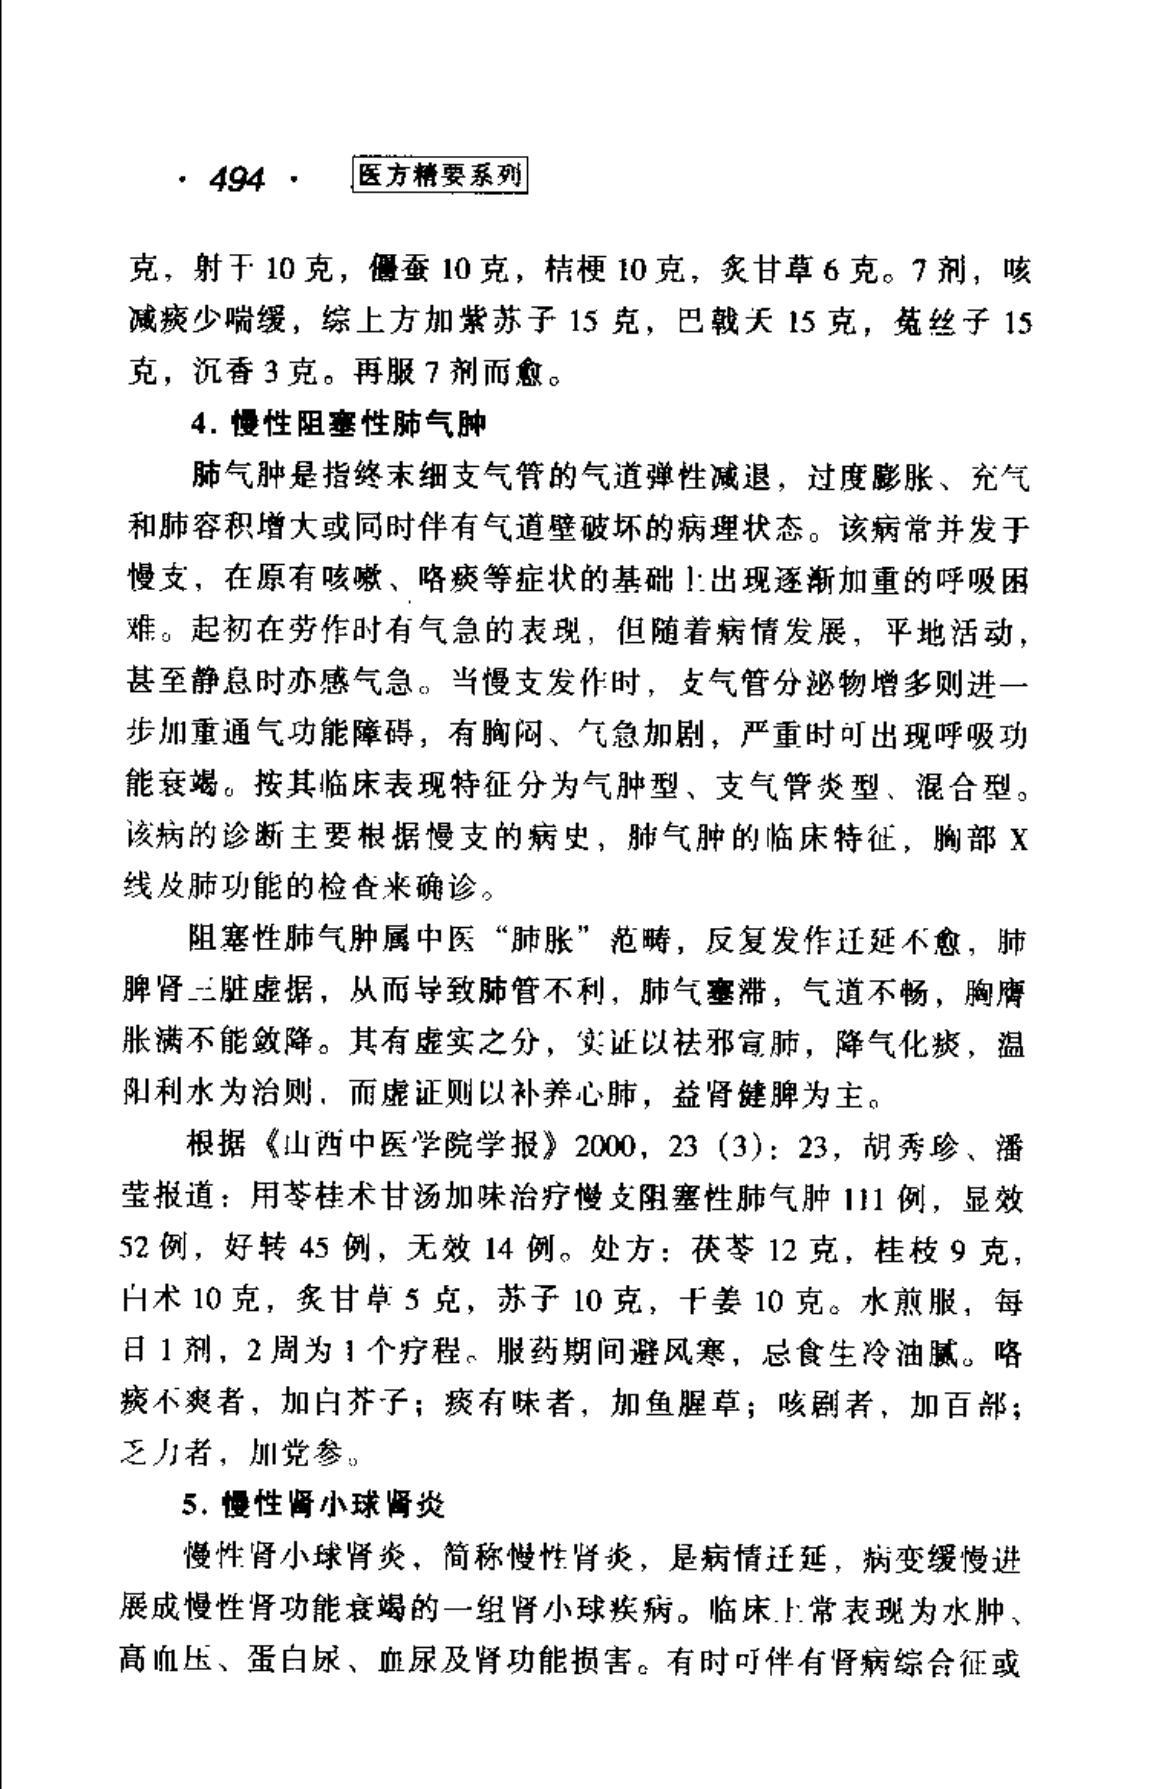 · 494 · 医方精要系列
克，射干 10 克，僵蚕 10 克，桔梗 10 克，炙甘草 6 克。7 剂，咳
减痰少喘缓，综上方加紫苏子 15 克，巴戟天 15 克，菟丝子 15
克，沉香 3 克。再服 7 剂而愈。
4. 慢性阻塞性肺气肿
肺气肿是指终末细支气管的气道弹性减退，过度膨胀、充气
和肺容积增大或同时伴有气道壁破坏的病理状态。该病常并发于
慢支，在原有咳嗽、咯痰等症状的基础上出现逐渐加重的呼吸困
难。起初在劳作时有气急的表现，但随着病情发展，平地活动，
甚至静息时亦感气急。当慢支发作时，支气管分泌物增多则进一
步加重通气功能障碍，有胸闷、气急加剧，严重时可出现呼吸功
能衰竭。按其临床表现特征分为气肿型、支气管炎型、混合型。
该病的诊断主要根据慢支的病史，肺气肿的临床特征，胸部 X
线及肺功能的检查来确诊。
阻塞性肺气肿属中医“肺胀”范畴，反复发作迁延不愈，肺
脾肾三脏虚据，从而导致肺管不利，肺气塞滞，气道不畅，胸膺
胀满不能敛降。其有虚实之分，实证以祛邪宣肺，降气化痰，温
阳利水为治则，而虚证则以补养心肺，益肾健脾为主。
根据《山西中医学院学报》2000，23（3）：23，胡秀珍、潘
莹报道：用苓桂术甘汤加味治疗慢支阻塞性肺气肿 111 例，显效
52 例，好转 45 例，无效 14 例。处方：茯苓 12 克，桂枝 9 克，
白术 10 克，炙甘草 5 克，苏子 10 克，干姜 10 克。水煎服，每
日 1 剂，2 周为 1 个疗程。服药期间避风寒，忌食生冷油腻。咯
痰不爽者，加白芥子；痰有味者，加鱼腥草；咳剧者，加百部；
乏力者，加党参。
5. 慢性肾小球肾炎
慢性肾小球肾炎，简称慢性肾炎，是病情迁延，病变缓慢进
展成慢性肾功能衰竭的一组肾小球疾病。临床上常表现为水肿、
高血压、蛋白尿、血尿及肾功能损害。有时可伴有肾病综合征或